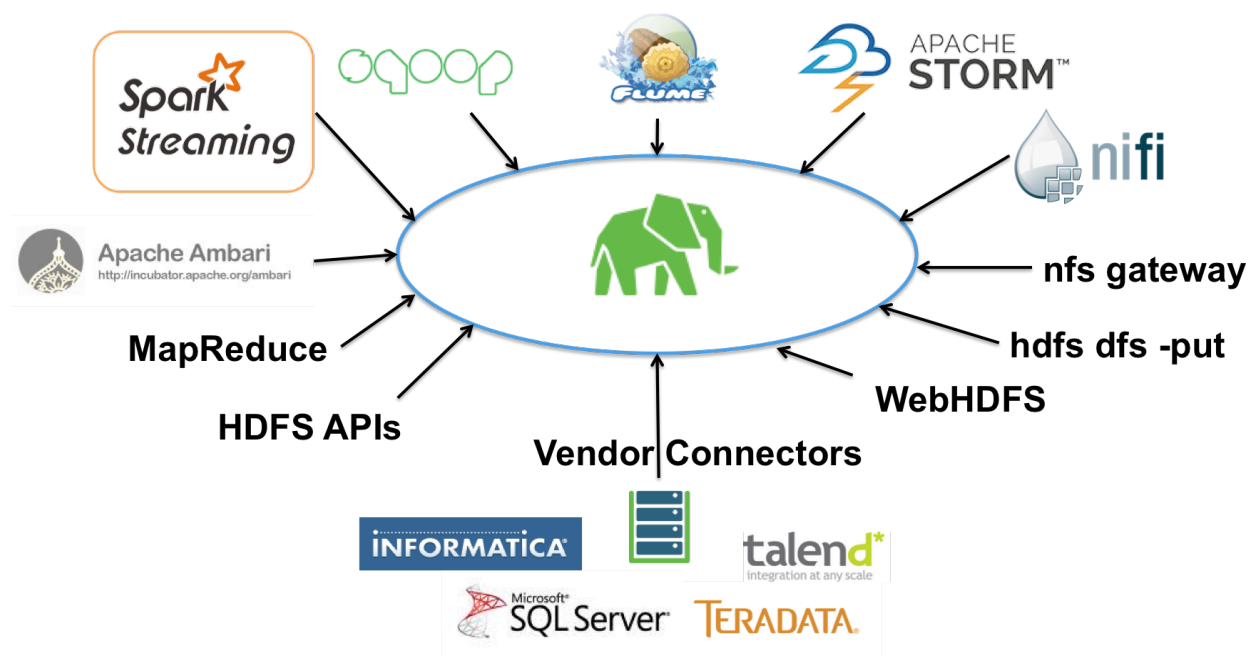 Spark
Streaming
sqoop
FLUME
APACHE
STORM™
nifi
Apache Ambari
http://incubator.apache.org/ambari
nfs gateway
MapReduce
hdfs dfs -put
HDFS APIs
WebHDFS
Vendor Connectors
INFORMATICA®
talend*
integration at any scale
Microsoft®
SQL Server®
TERADATA®